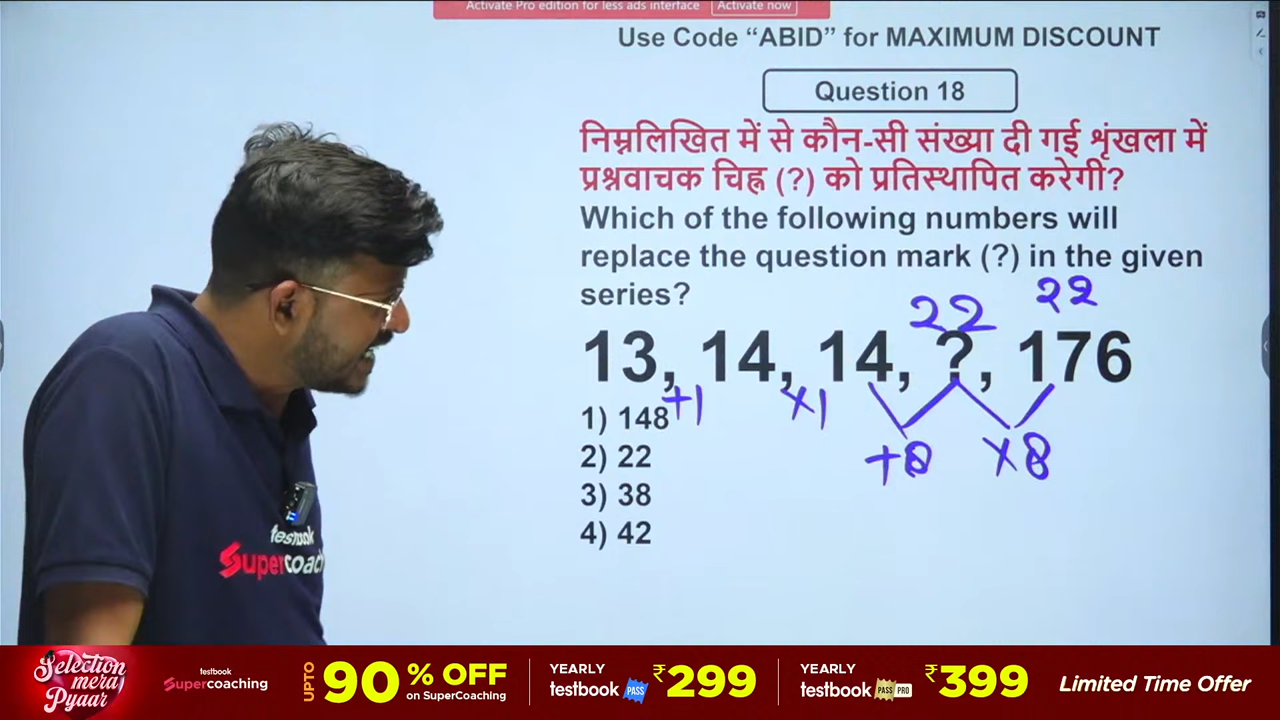 Activate Pro edition for less ads interface Activate now
Use Code “ABID” for MAXIMUM DISCOUNT
Question 18
निम्नलिखित में से कौन-सी संख्या दी गई शृंखला में
प्रश्नवाचक चिह्न (?) को प्रतिस्थापित करेगी?
Which of the following numbers will
replace the question mark (?) in the given
series?
22 22
13, 14, 14, ?, 176
+1 ×1
+8 ×8
1) 148
2) 22
3) 38
4) 42
testbook
Supercoach
Selection mera Pyaar
testbook
Supercoaching
UPTO 90% OFF
on SuperCoaching
YEARLY
testbook PASS ₹299
YEARLY
testbook PASS PRO ₹399
Limited Time Offer